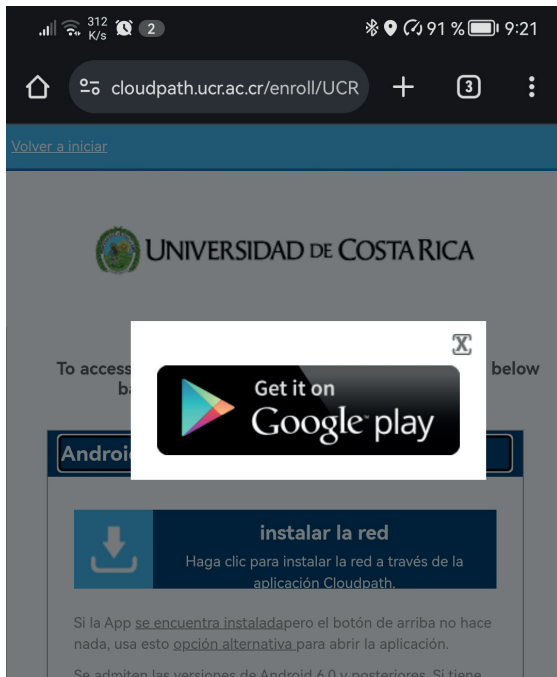 312
K/s
2
91 %
9:21
cloudpath.ucr.ac.cr/enroll/UCR
3
Volver a iniciar
UNIVERSIDAD DE COSTA RICA
X
To access
below
Get it on
Google play
instalar la red
Haga clic para instalar la red a través de la
aplicación Cloudpath.
Si la App se encuentra instaladapero el botón de arriba no hace
nada, usa esto opción alternativa para abrir la aplicación.
Se admiten las versiones de Android 6.0 y posteriores. Si tiene